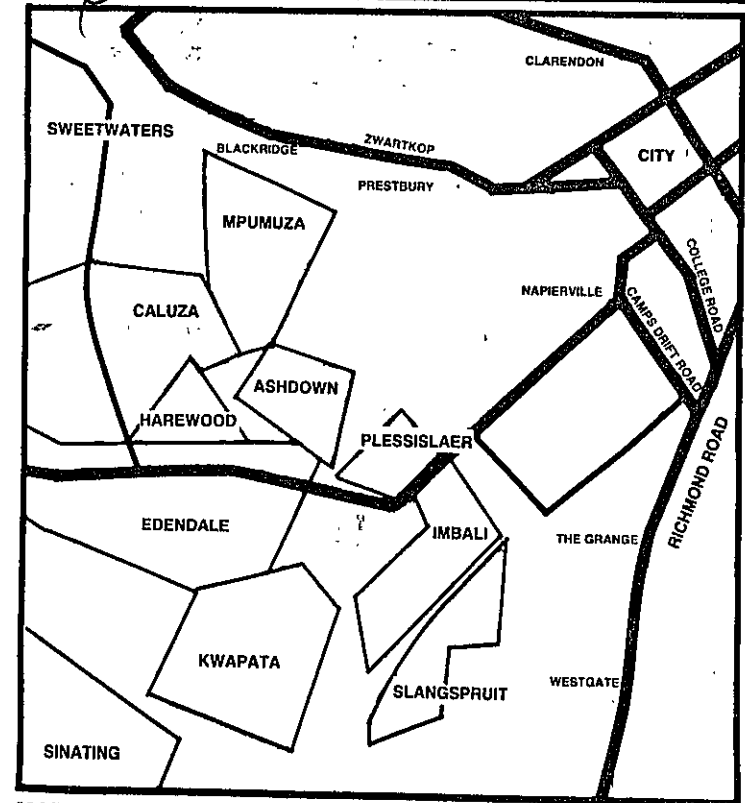 CLARENDON
SWEETWATERS
BLACKRIDGE
ZWARTKOP
CITY
PRESTBURY
MPUMUZA
COLLEGE ROAD
NAPIERVILLE
CAMPS DRIFT ROAD
CALUZA
ASHDOWN
HAREWOOD
PLESSISLAER
RICHMOND ROAD
EDENDALE
IMBALI
THE GRANGE
KWAPATA
SLANGSPRUIT
WESTGATE
SINATING